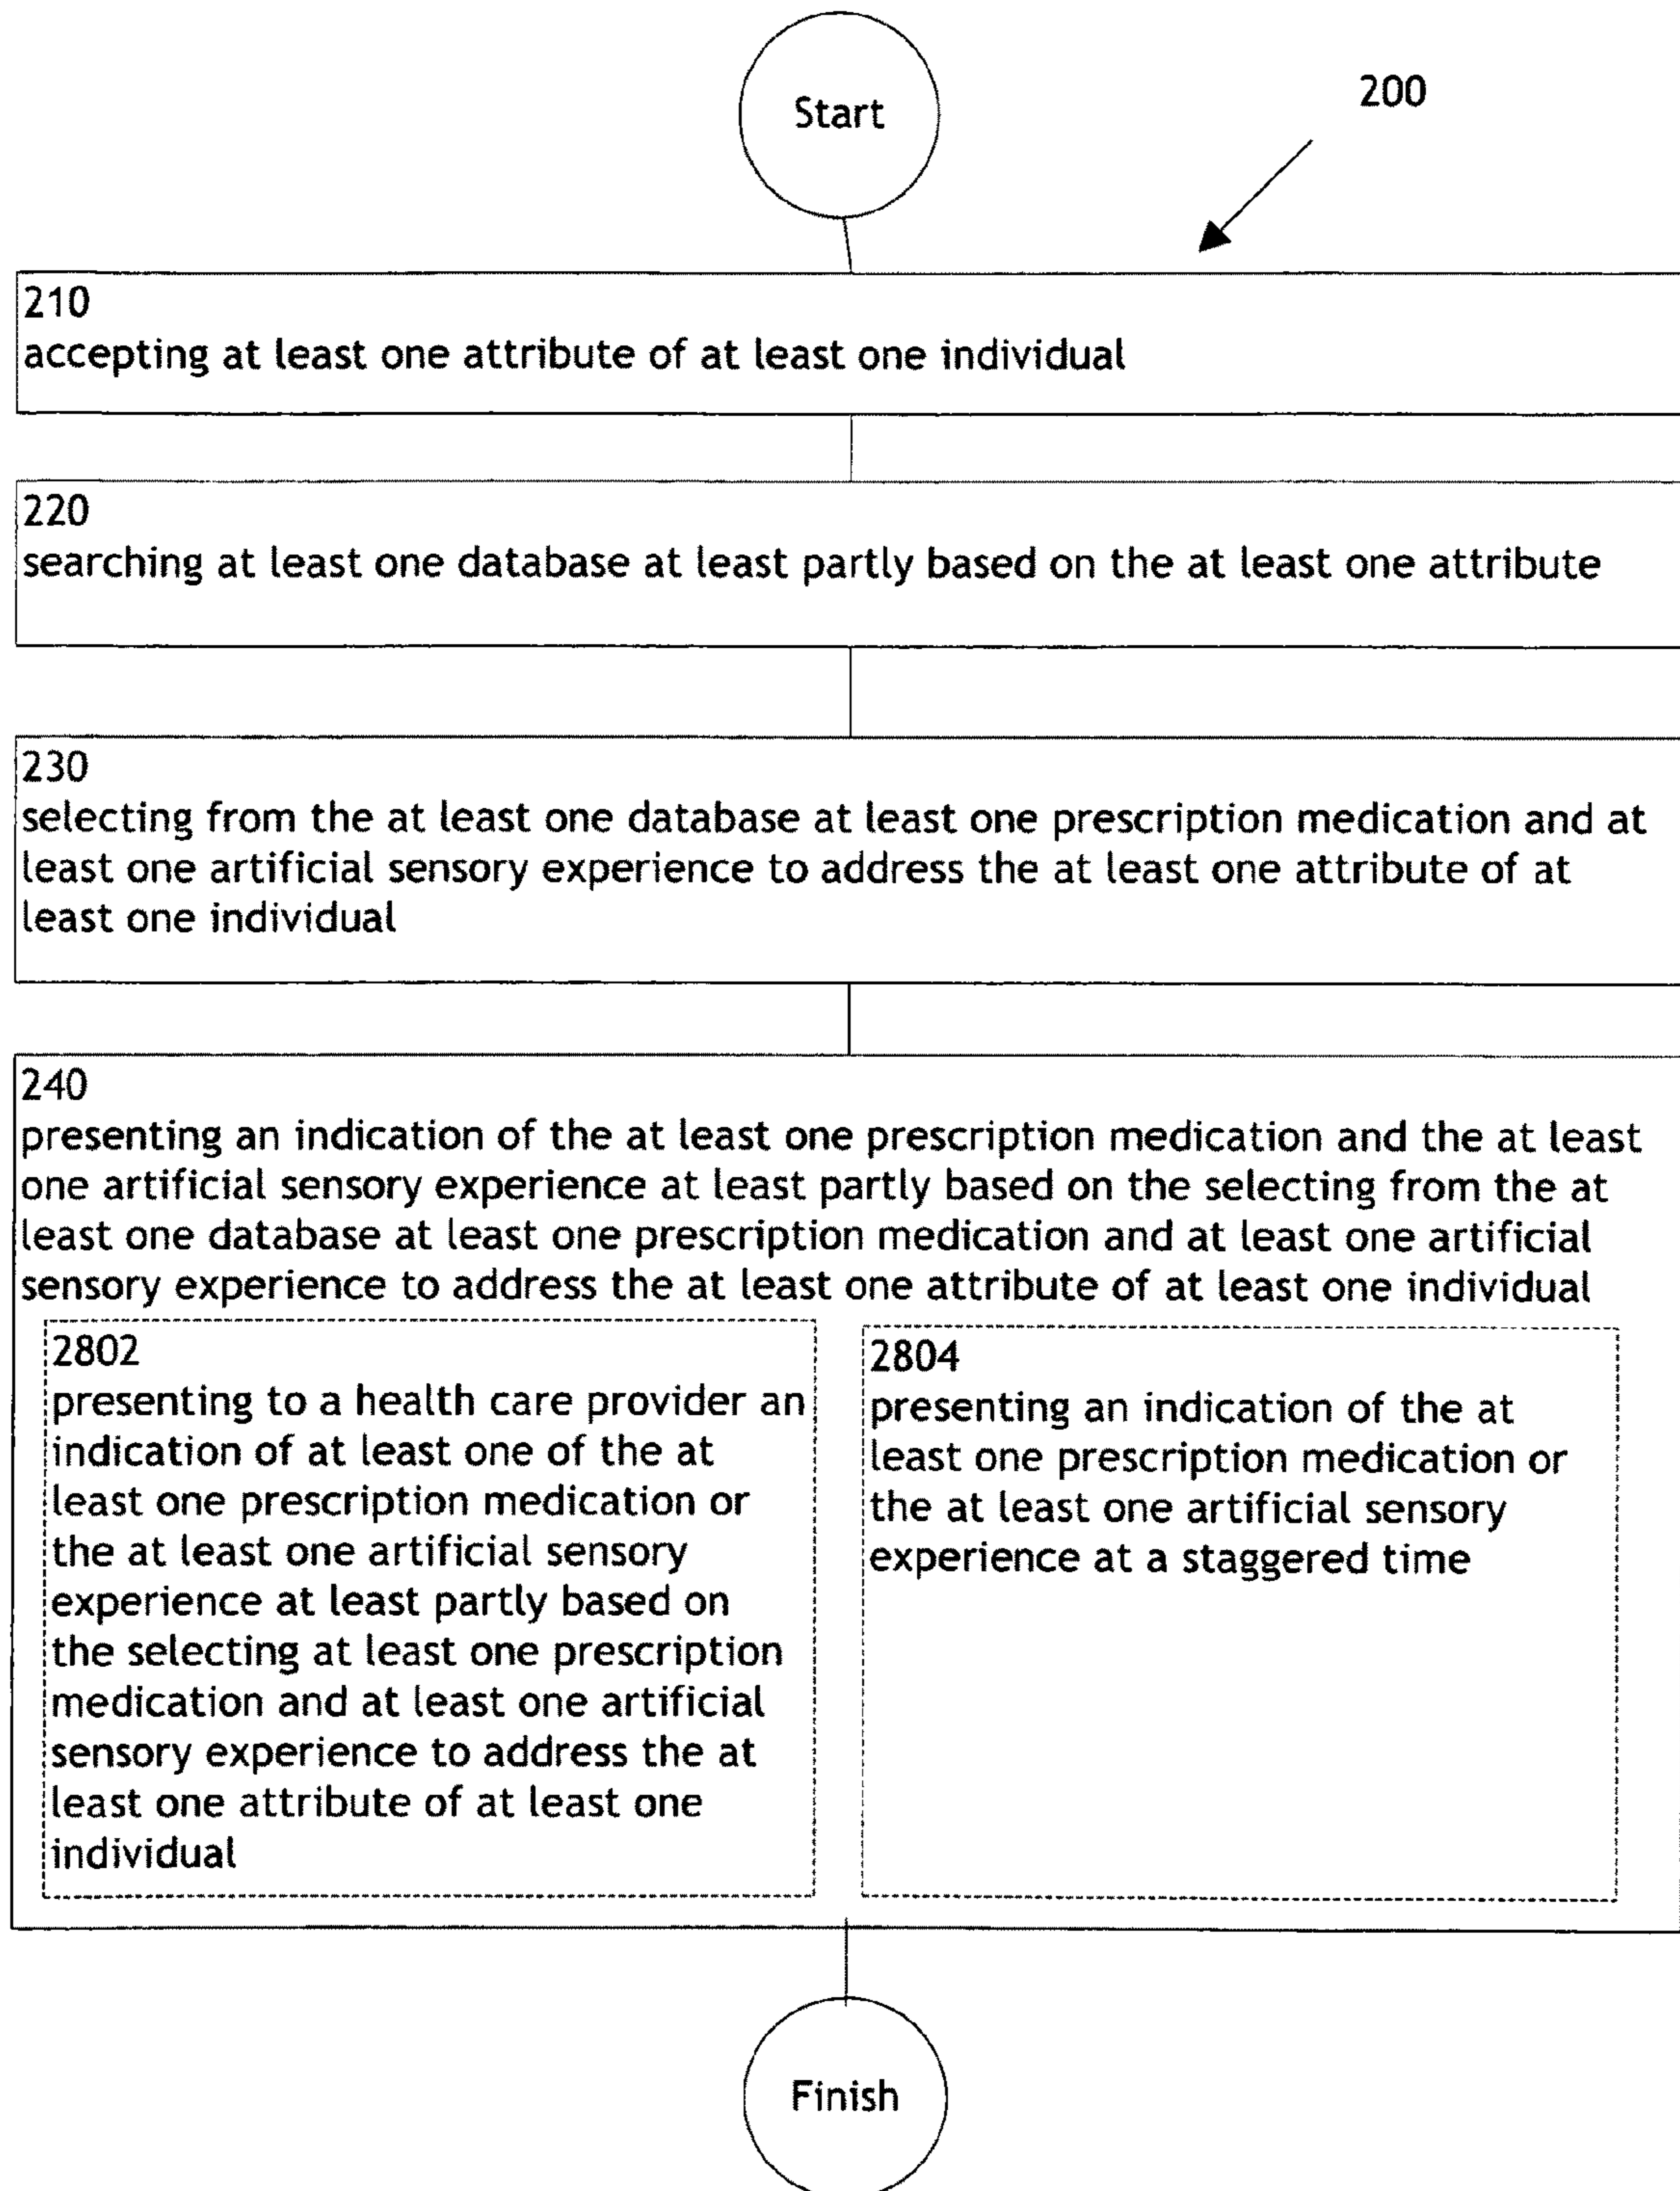 Start
200
210
accepting at least one attribute of at least one individual
220
searching at least one database at least partly based on the at least one attribute
230
selecting from the at least one database at least one prescription medication and at
least one artificial sensory experience to address the at least one attribute of at
least one individual
240
presenting an indication of the at least one prescription medication and the at least
one artificial sensory experience at least partly based on the selecting from the at
least one database at least one prescription medication and at least one artificial
sensory experience to address the at least one attribute of at least one individual
2802
presenting to a health care provider an
indication of at least one of the at
least one prescription medication or
the at least one artificial sensory
experience at least partly based on
the selecting at least one prescription
medication and at least one artificial
sensory experience to address the at
least one attribute of at least one
individual
2804
presenting an indication of the at
least one prescription medication or
the at least one artificial sensory
experience at a staggered time
Finish